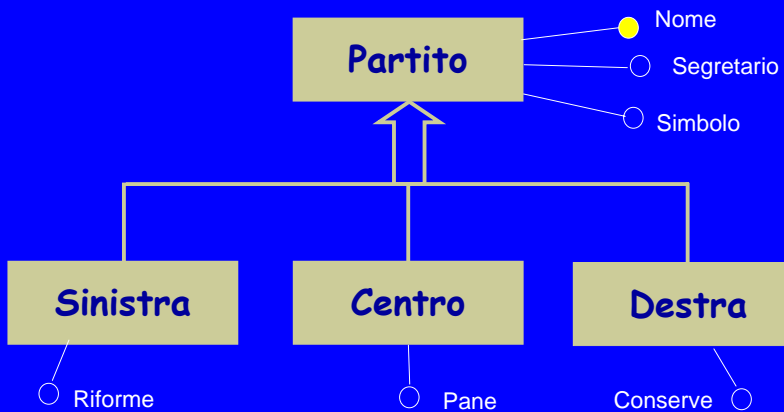 Nome
Partito
Segretario
Simbolo
Sinistra
Centro
Destra
Riforme
Pane
Conserve